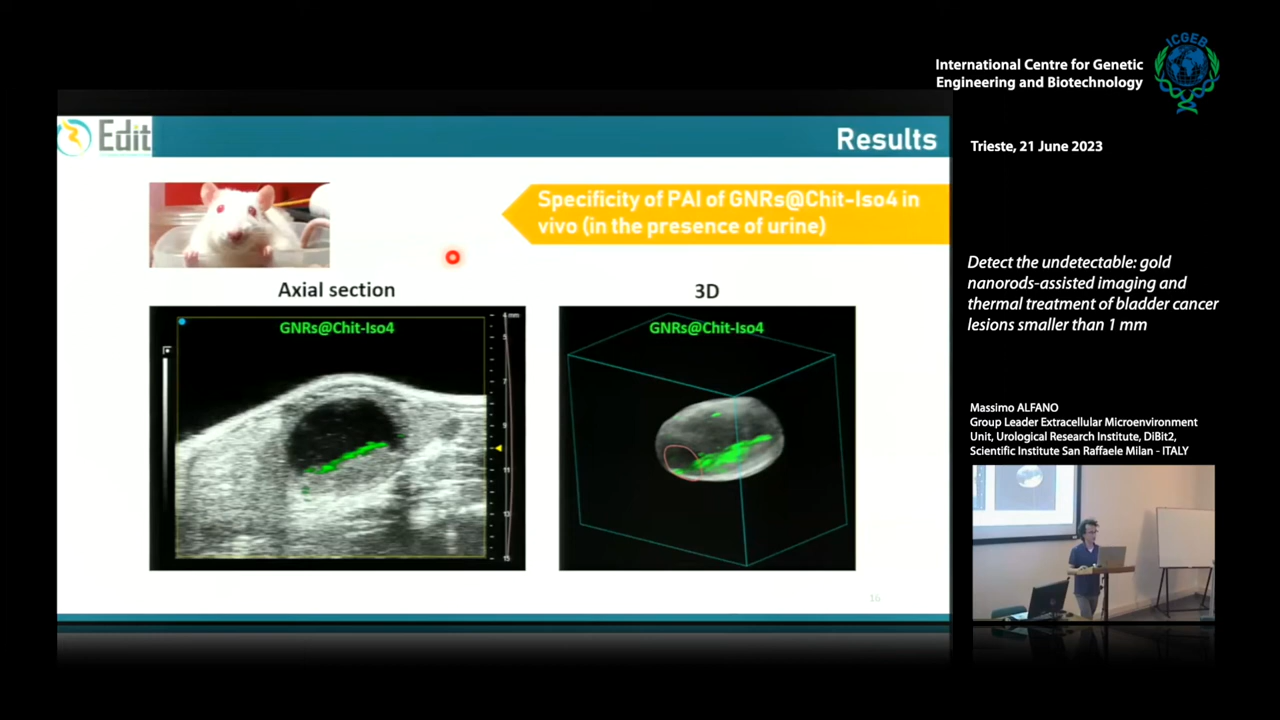 ICGEB
International Centre for Genetic
Engineering and Biotechnology
Trieste, 21 June 2023
Edit
Results
Specificity of PAI of GNRs@Chit-Iso4 in
vivo (in the presence of urine)
Axial section
3D
GNRs@Chit-Iso4
GNRs@Chit-Iso4
16
Detect the undetectable: gold
nanorods-assisted imaging and
thermal treatment of bladder cancer
lesions smaller than 1 mm
Massimo ALFANO
Group Leader Extracellular Microenvironment
Unit, Urological Research Institute, DiBit2,
Scientific Institute San Raffaele Milan - ITALY